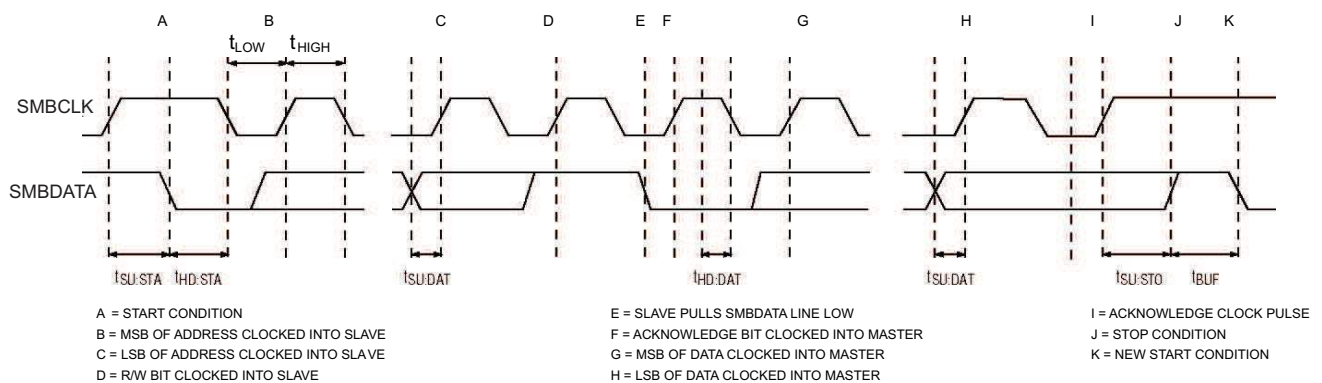 A B C D E F G H I J K
tLOW tHIGH
SMBCLK
SMBDATA
tSU:STA tHD:STA tSU:DAT tHD:DAT tSU:DAT tSU:STO tBUF
A = START CONDITION
B = MSB OF ADDRESS CLOCKED INTO SLAVE
C = LSB OF ADDRESS CLOCKED INTO SLAVE
D = R/W BIT CLOCKED INTO SLAVE
E = SLAVE PULLS SMBDATA LINE LOW
F = ACKNOWLEDGE BIT CLOCKED INTO MASTER
G = MSB OF DATA CLOCKED INTO MASTER
H = LSB OF DATA CLOCKED INTO MASTER
I = ACKNOWLEDGE CLOCK PULSE
J = STOP CONDITION
K = NEW START CONDITION